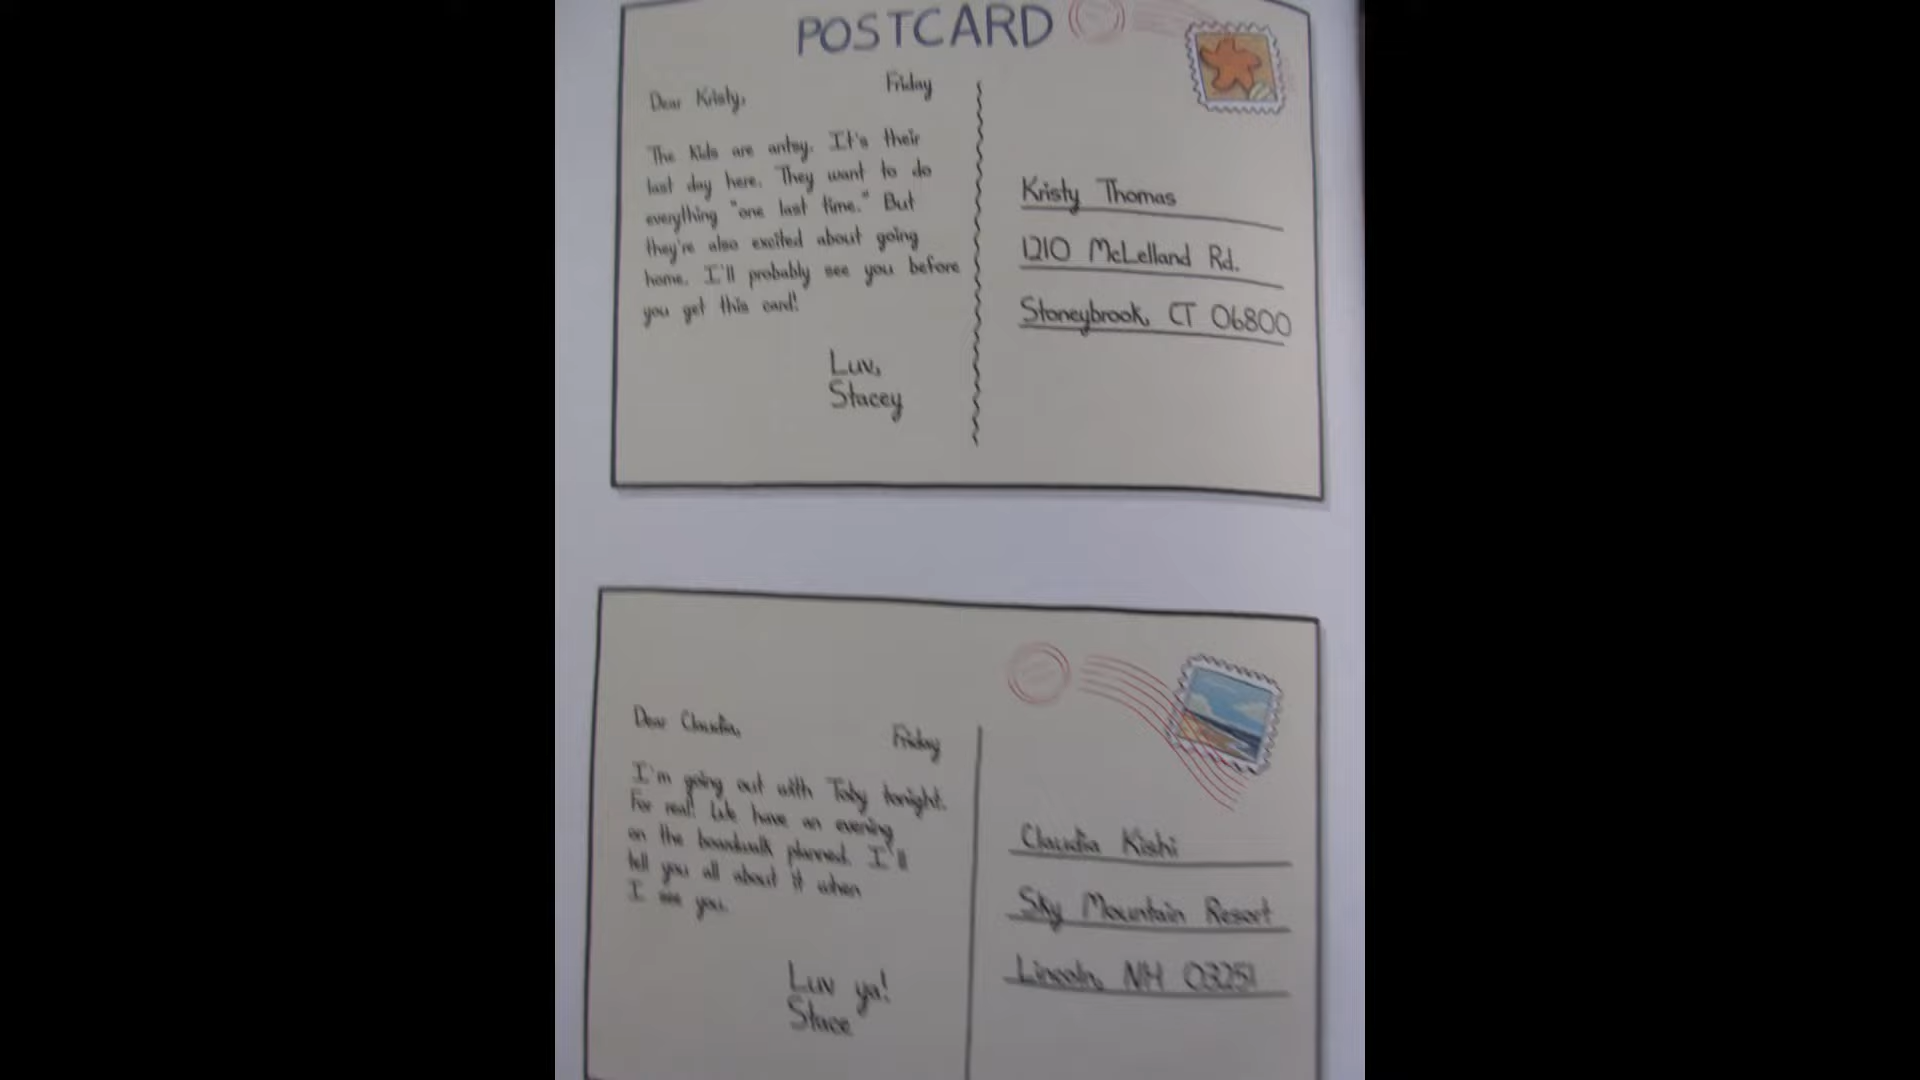 POSTCARD
Friday
Dear Kristy,
The kids are antsy. It's their
last day here. They want to do
everything "one last time." But
they're also excited about going
home. I'll probably see you before
you get this card!
Luv,
Stacey
Kristy Thomas
1210 McLelland Rd.
Stoneybrook, CT 06800
Dear Claudia,
Friday
I'm going out with Toby tonight.
For real! We have an evening
on the boardwalk planned. I'll
tell you all about it when
I see you.
Luv ya!
Stace
Claudia Kishi
Sky Mountain Resort
Lincoln, NH 03251